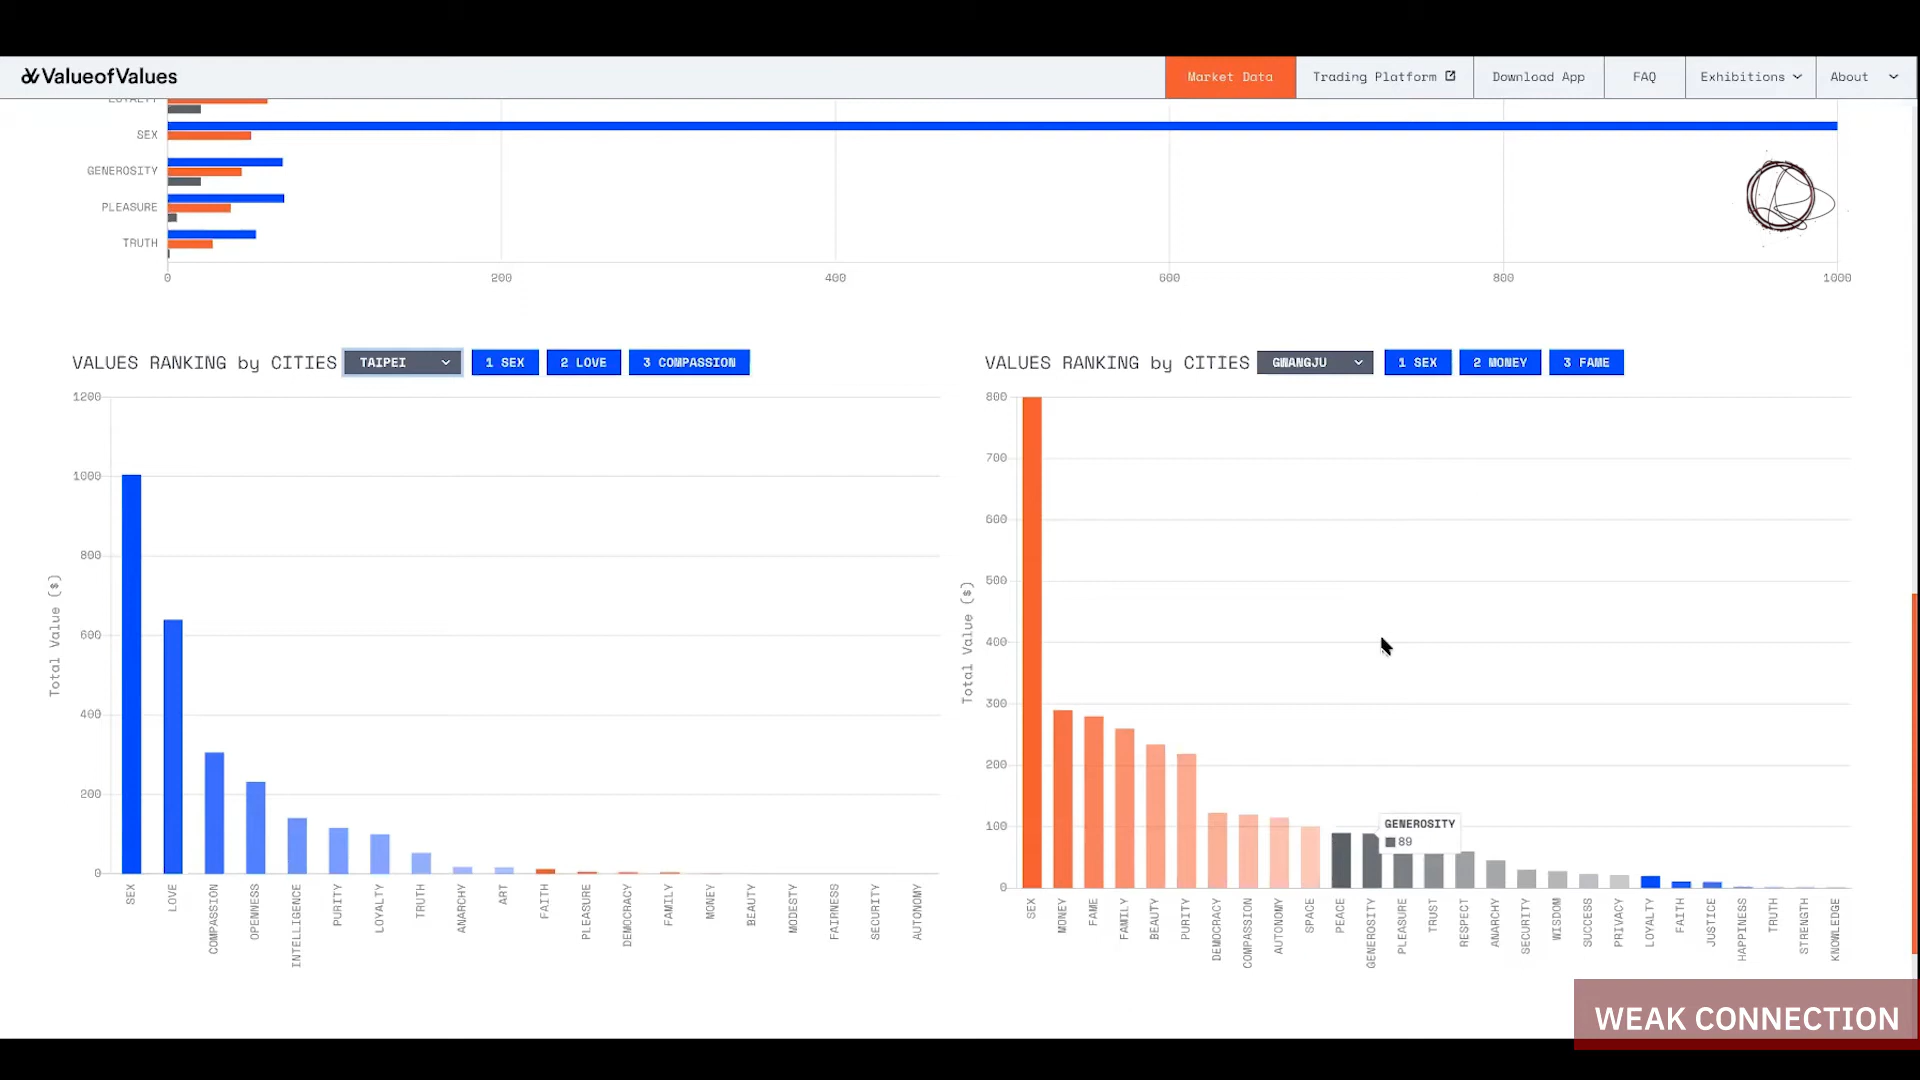 ValueofValues
Market Data
Trading Platform
Download App
FAQ
Exhibitions
About
LOYALTY
SEX
GENEROSITY
PLEASURE
TRUTH
0 200 400 600 800 1000
VALUES RANKING by CITIES TAIPEI 1 SEX 2 LOVE 3 COMPASSION
1200
1000
800
600
400
200
0
Total Value ($)
SEX
LOVE
COMPASSION
OPENNESS
INTELLIGENCE
PURITY
LOYALTY
TRUTH
ANARCHY
ART
FAITH
PLEASURE
DEMOCRACY
FAMILY
MONEY
BEAUTY
MODESTY
FAIRNESS
SECURITY
AUTONOMY
VALUES RANKING by CITIES GWANGJU 1 SEX 2 MONEY 3 FAME
800
700
600
500
400
300
200
100
0
Total Value ($)
GENEROSITY
89
SEX
MONEY
FAME
FAMILY
BEAUTY
PURITY
DEMOCRACY
COMPASSION
AUTONOMY
SPACE
PEACE
GENEROSITY
PLEASURE
TRUST
RESPECT
ANARCHY
SECURITY
WISDOM
SUCCESS
PRIVACY
LOYALTY
FAITH
JUSTICE
HAPPINESS
TRUTH
STRENGTH
KNOWLEDGE
WEAK CONNECTION